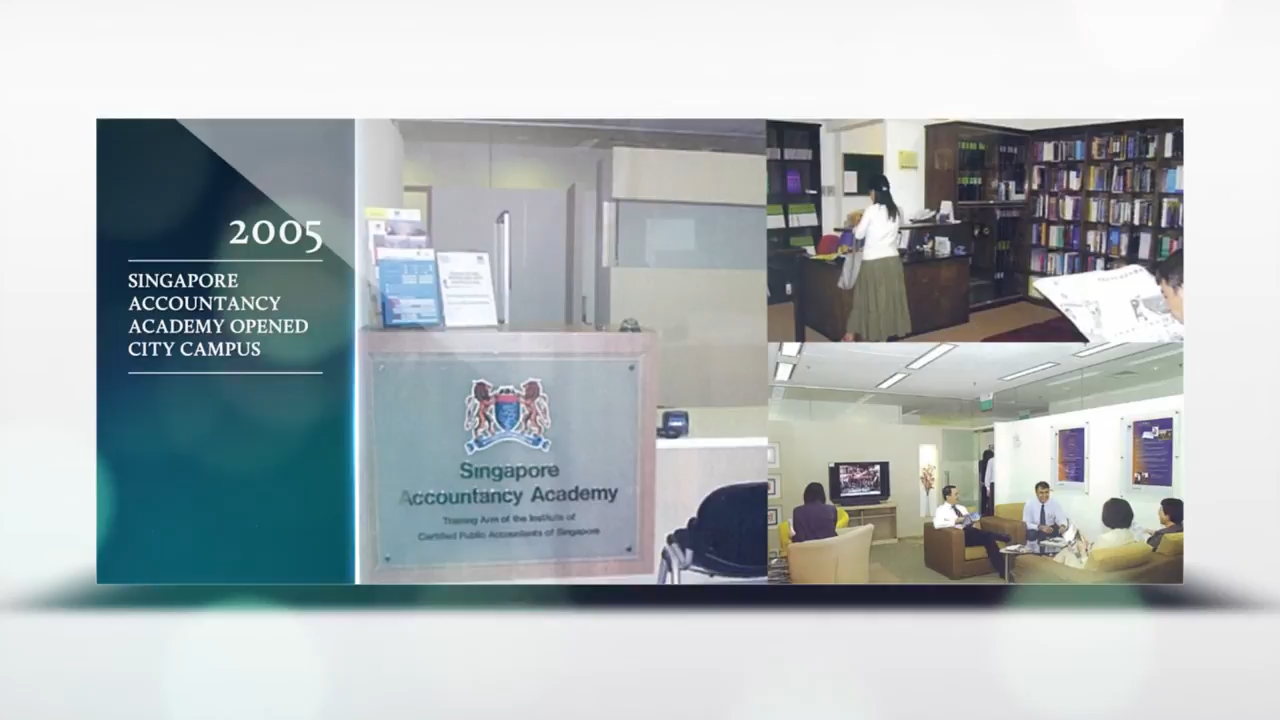 2005
SINGAPORE
ACCOUNTANCY
ACADEMY OPENED
CITY CAMPUS
Singapore
Accountancy Academy
Training Arm of the Institute of
Certified Public Accountants of Singapore